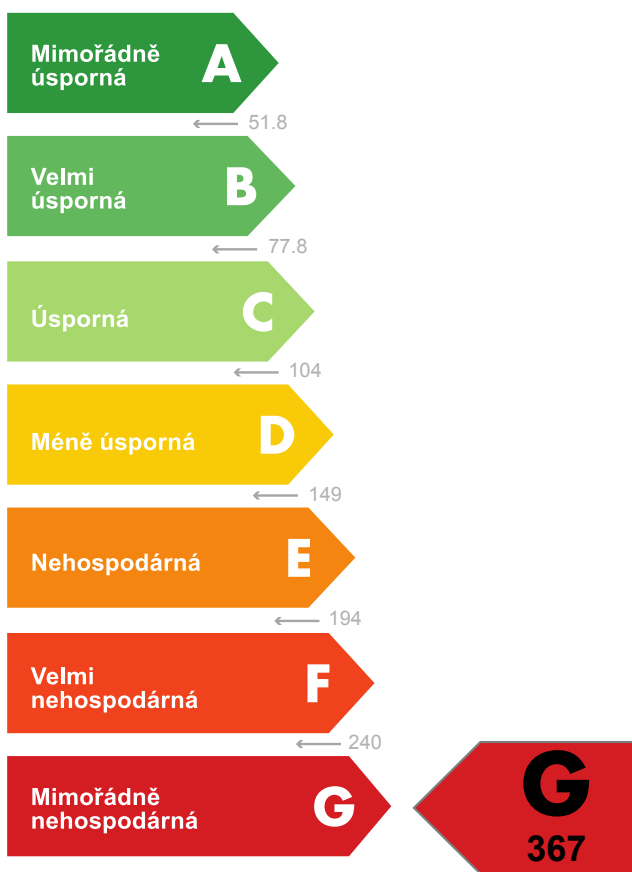 Mimořádně
úsporná
A
51.8
Velmi
úsporná
B
77.8
Úsporná
C
104
Méně úsporná
D
149
Nehospodárná
E
194
Velmi
nehospodárná
F
240
Mimořádně
nehospodárná
G
G
367